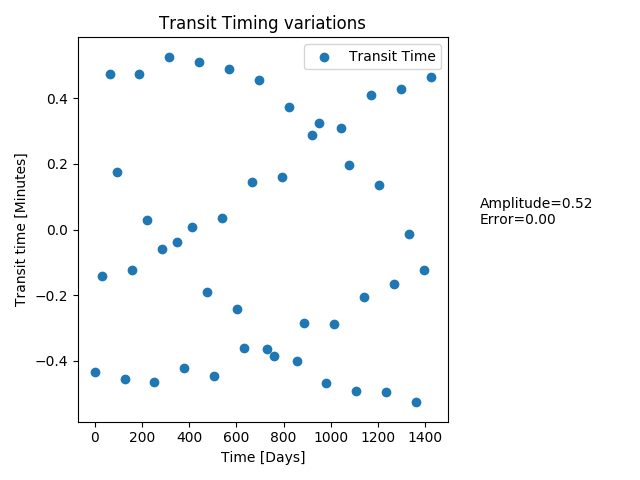 Transit Timing variations
Transit Time
Transit time [Minutes]
0.4
0.2
0.0
−0.2
−0.4
0 200 400 600 800 1000 1200 1400
Time [Days]
Amplitude=0.52
Error=0.00